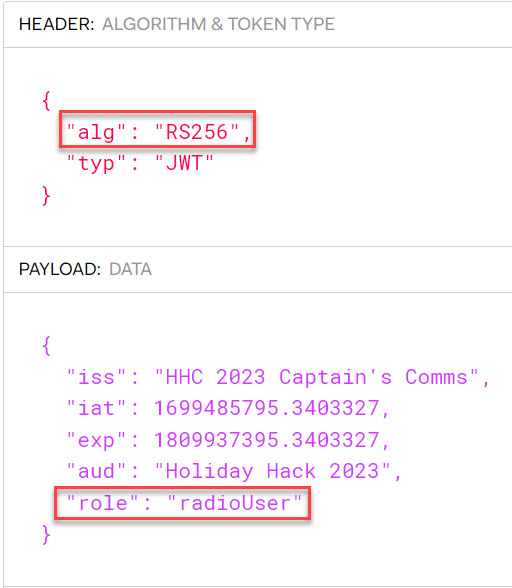 HEADER: ALGORITHM & TOKEN TYPE
{
"alg": "RS256",
"typ": "JWT"
}
PAYLOAD: DATA
{
"iss": "HHC 2023 Captain's Comms",
"iat": 1699485795.3403327,
"exp": 1809937395.3403327,
"aud": "Holiday Hack 2023",
"role": "radioUser"
}